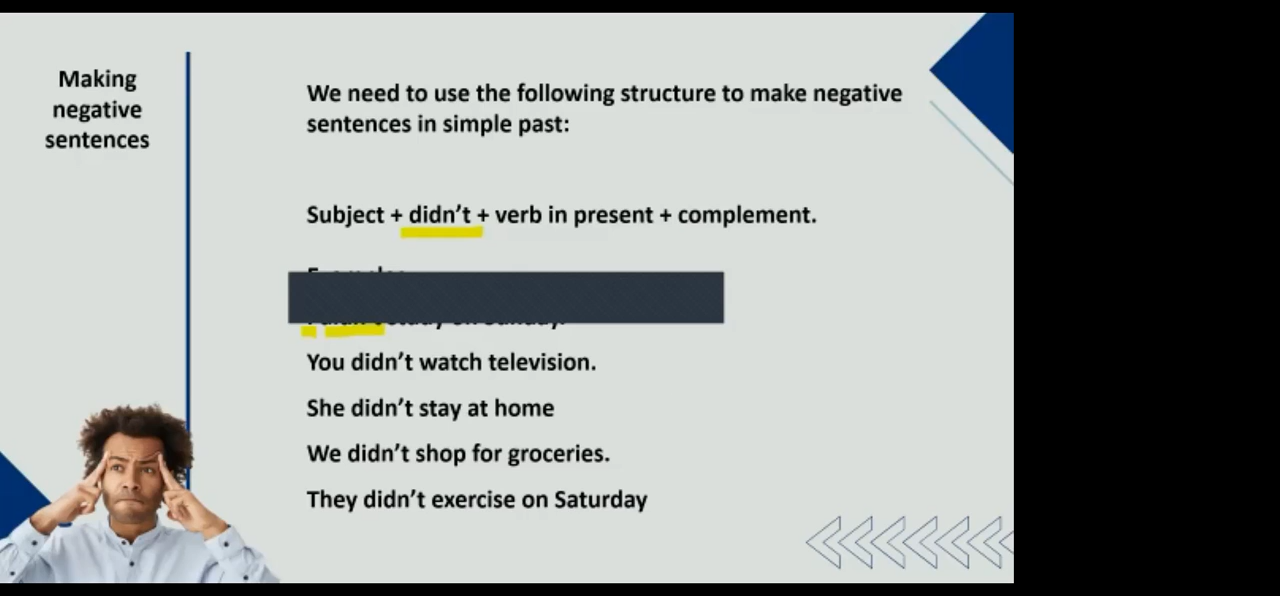 Making
negative
sentences
We need to use the following structure to make negative
sentences in simple past:
Subject + didn’t + verb in present + complement.
You didn’t watch television.
She didn’t stay at home
We didn’t shop for groceries.
They didn’t exercise on Saturday